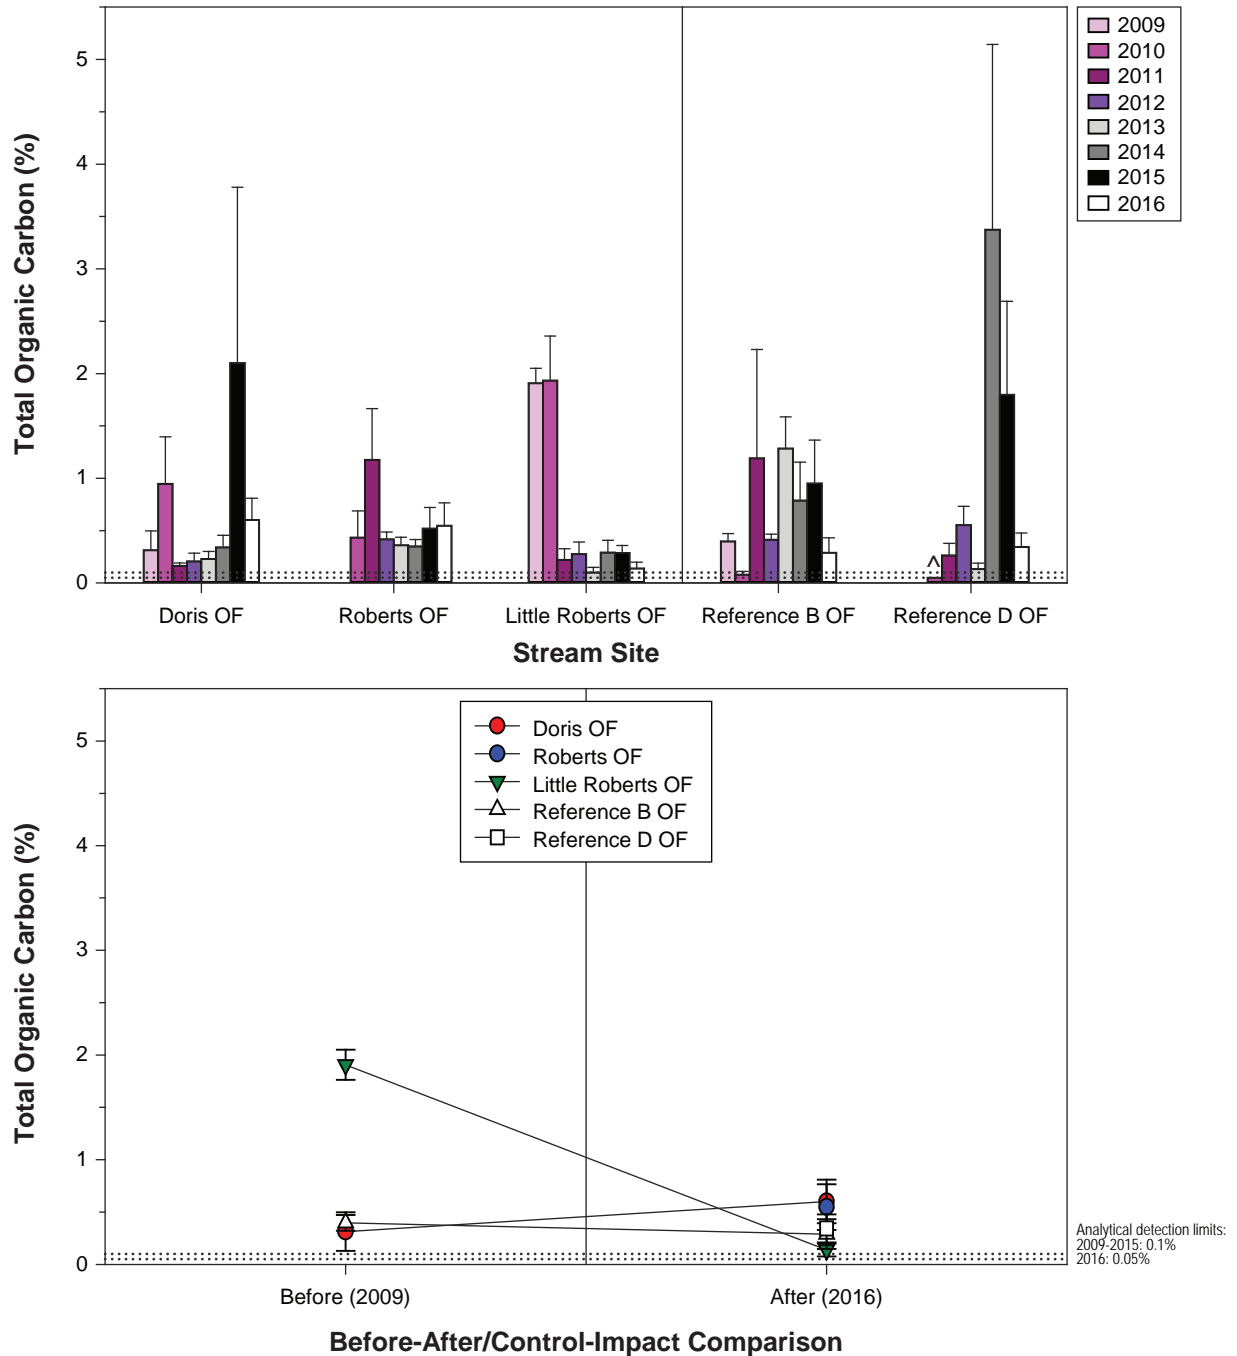 Total Organic Carbon (%)
5
4
3
2
1
0
2009
2010
2011
2012
2013
2014
2015
2016
^
Doris OF
Roberts OF
Little Roberts OF
Reference B OF
Reference D OF
Stream Site
Total Organic Carbon (%)
5
4
3
2
1
0
Doris OF
Roberts OF
Little Roberts OF
Reference B OF
Reference D OF
Analytical detection limits:
2009-2015: 0.1%
2016: 0.05%
Before (2009)
After (2016)
Before-After/Control-Impact Comparison